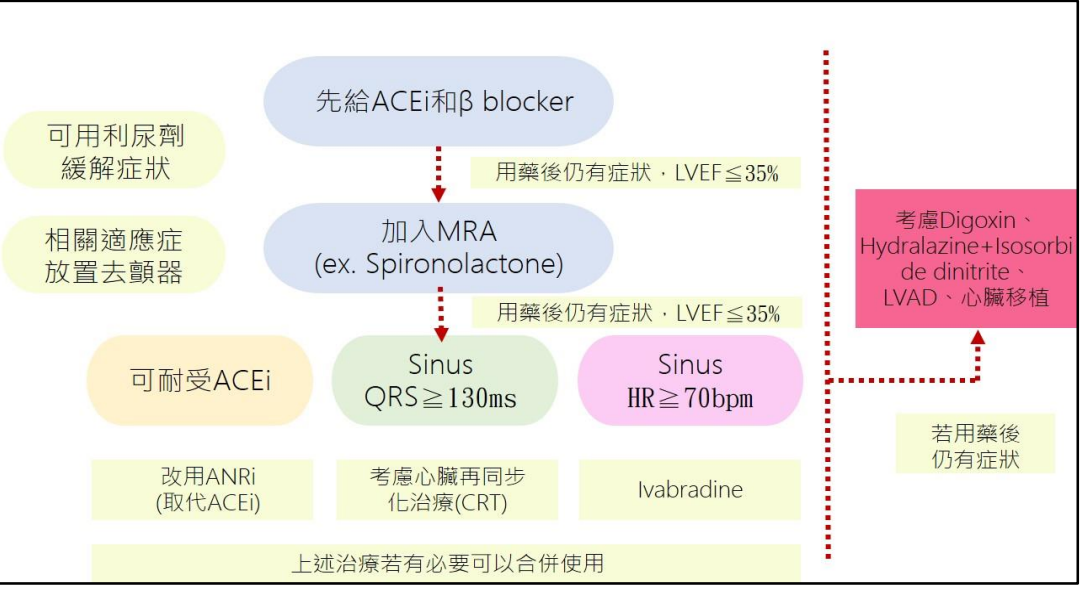 先給ACEi和β blocker
可用利尿劑
緩解症狀
用藥後仍有症狀，LVEF≦35%
相關適應症
放置去顫器
加入MRA
(ex. Spironolactone)
用藥後仍有症狀，LVEF≦35%
可耐受ACEi
Sinus
QRS≧130ms
Sinus
HR≧70bpm
改用ANRi
(取代ACEi)
考慮心臟再同步
化治療(CRT)
Ivabradine
上述治療若有必要可以合併使用
考慮Digoxin、
Hydralazine+Isosorbi
de dinitrite、
LVAD、心臟移植
若用藥後
仍有症狀